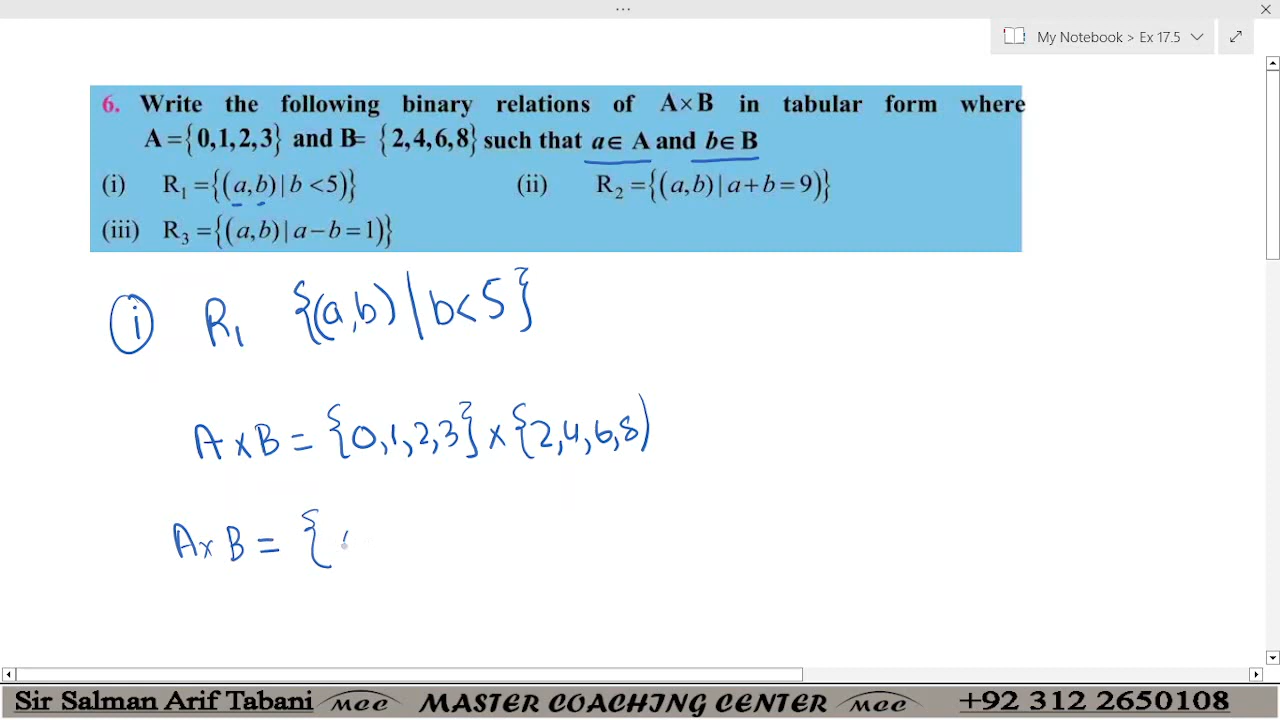 ...
My Notebook > Ex 17.5
6. Write the following binary relations of A×B in tabular form where
A={0,1,2,3} and B= {2,4,6,8} such that a∈ A and b∈B
(i) R₁={(a,b)|b<5)} (ii) R₂={(a,b)|a+b=9)}
(iii) R₃={(a,b)|a−b=1)}
(i) R₁ {(a,b)|b<5}
A×B = {0,1,2,3}×{2,4,6,8)
A×B = {
Sir Salman Arif Tabani mcc MASTER COACHING CENTER mcc +92 312 2650108